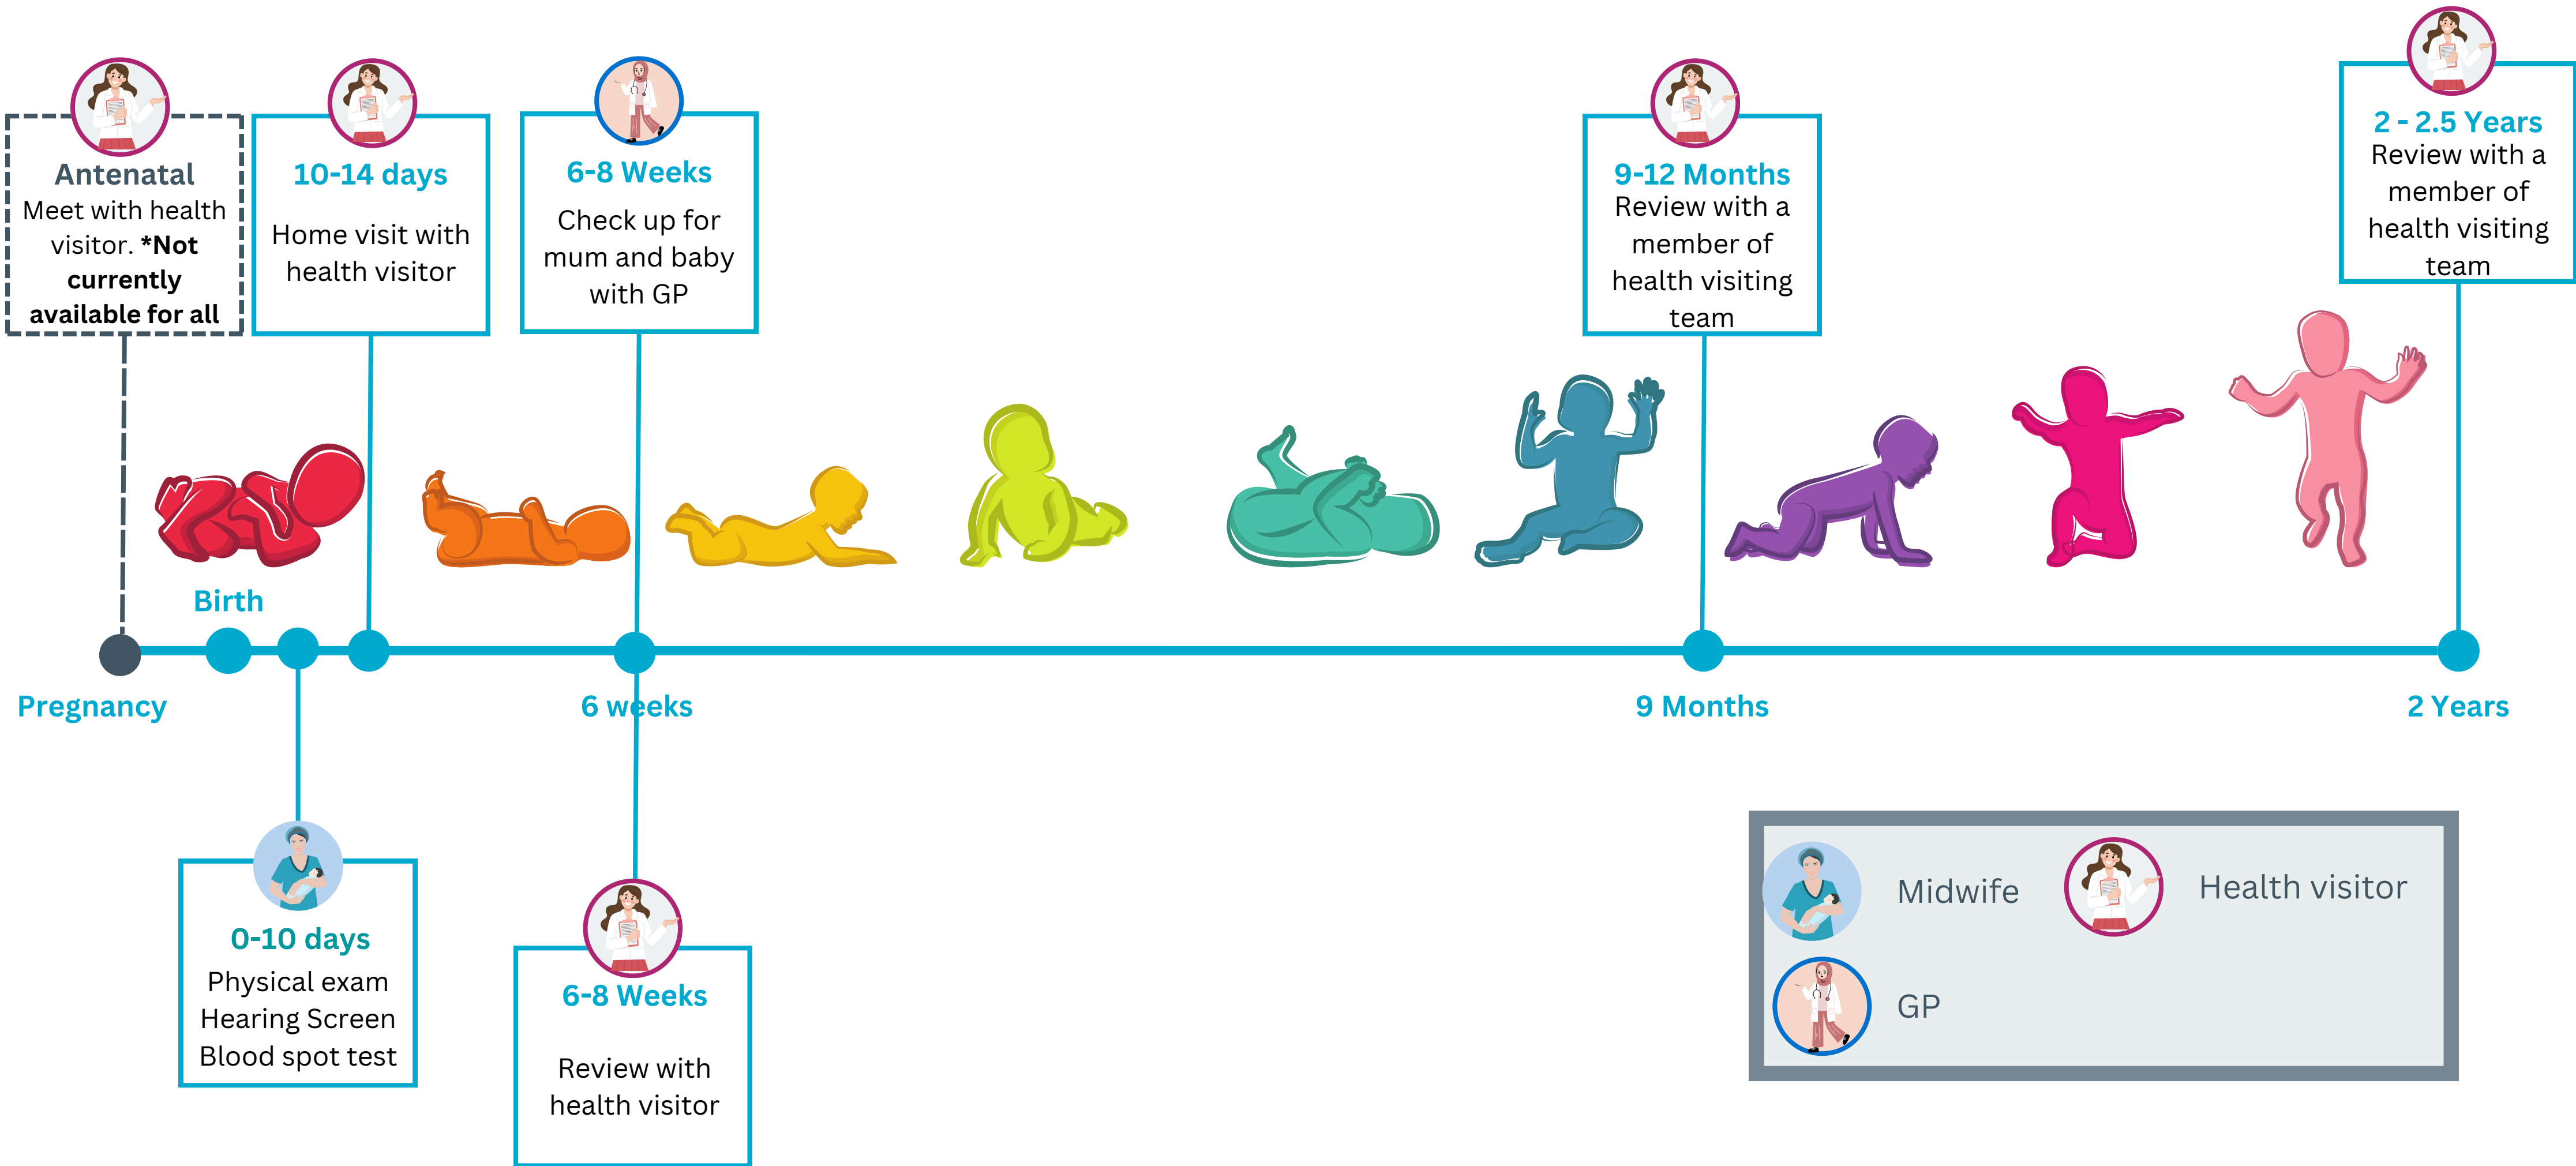 Antenatal
Meet with health
visitor. *Not
currently
available for all
10-14 days
Home visit with
health visitor
6-8 Weeks
Check up for
mum and baby
with GP
9-12 Months
Review with a
member of
health visiting
team
2 - 2.5 Years
Review with a
member of
health visiting
team
Birth
Pregnancy
6 weeks
9 Months
2 Years
0-10 days
Physical exam
Hearing Screen
Blood spot test
6-8 Weeks
Review with
health visitor
Midwife
Health visitor
GP